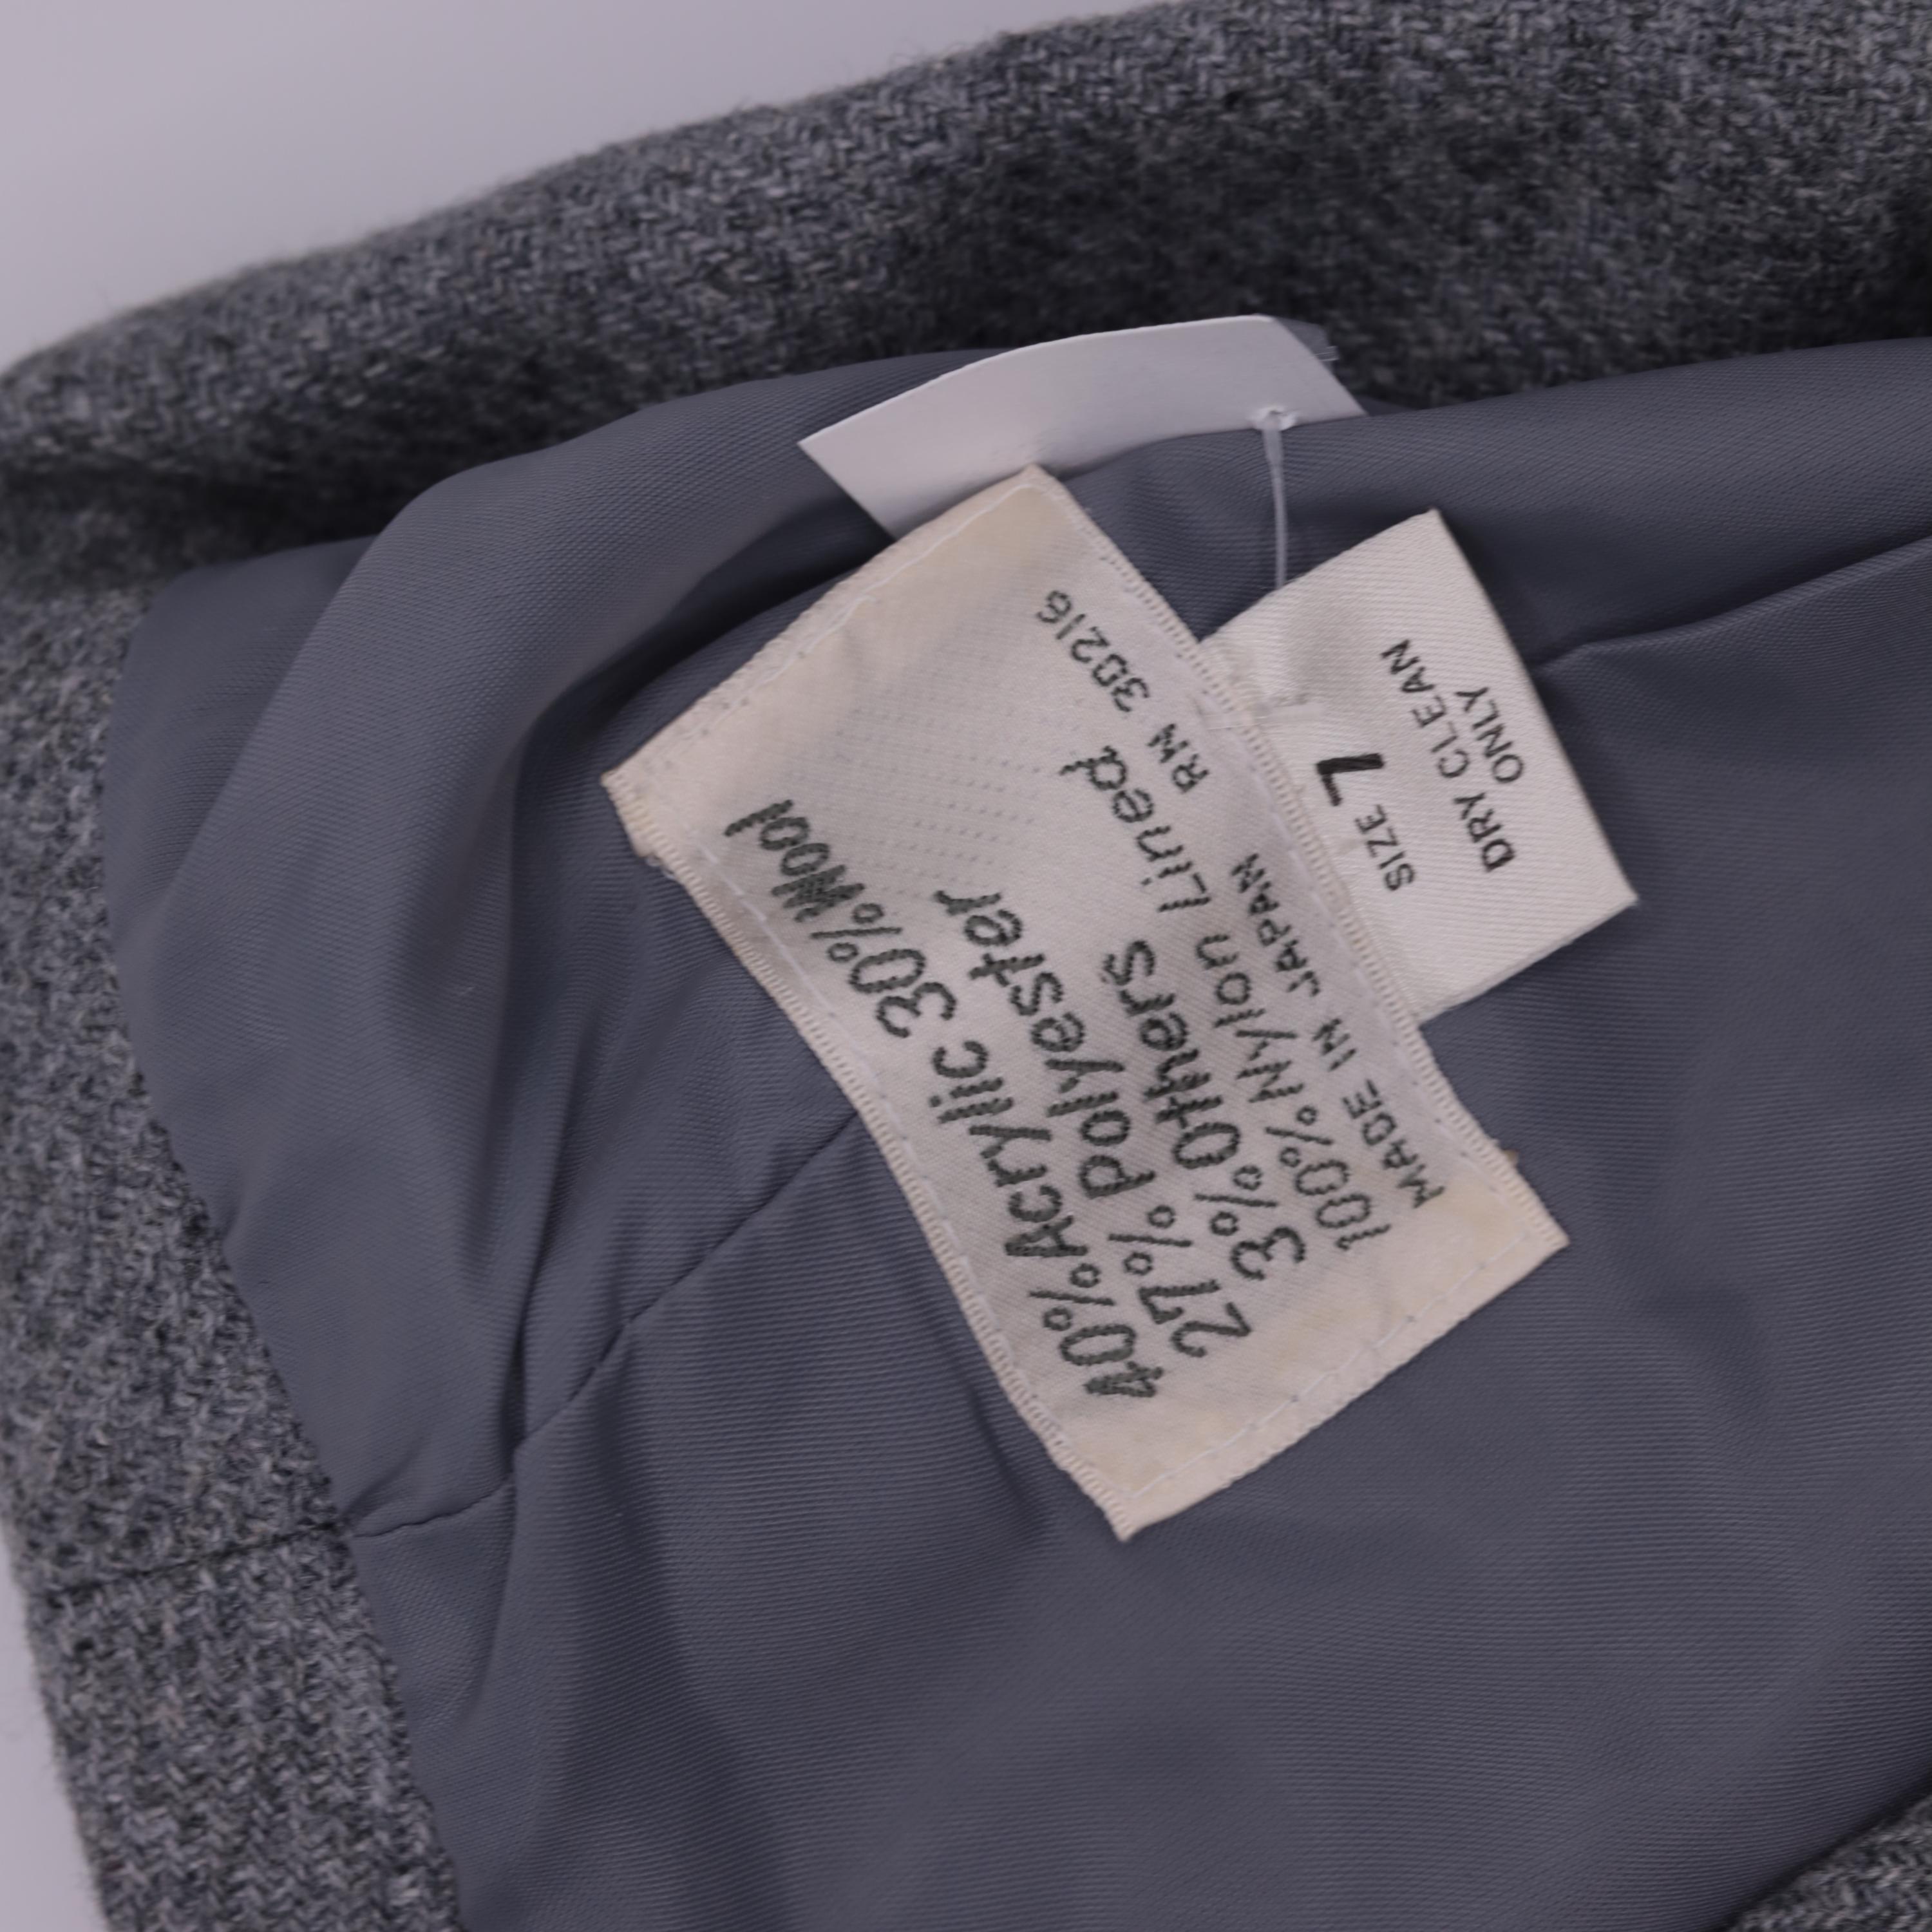 40% Acrylic 30% Wool
27% Polyester
3% Others
100% Nylon Lined
MADE IN JAPAN RN 30216
SIZE 7
DRY CLEAN
ONLY